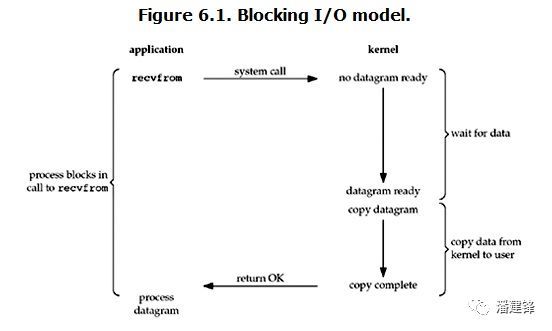 Figure 6.1. Blocking I/O model.
application
kernel
recvfrom
system call
no datagram ready
wait for data
process blocks in
call to recvfrom
datagram ready
copy datagram
copy data from
kernel to user
return OK
copy complete
process
datagram
潘建锋